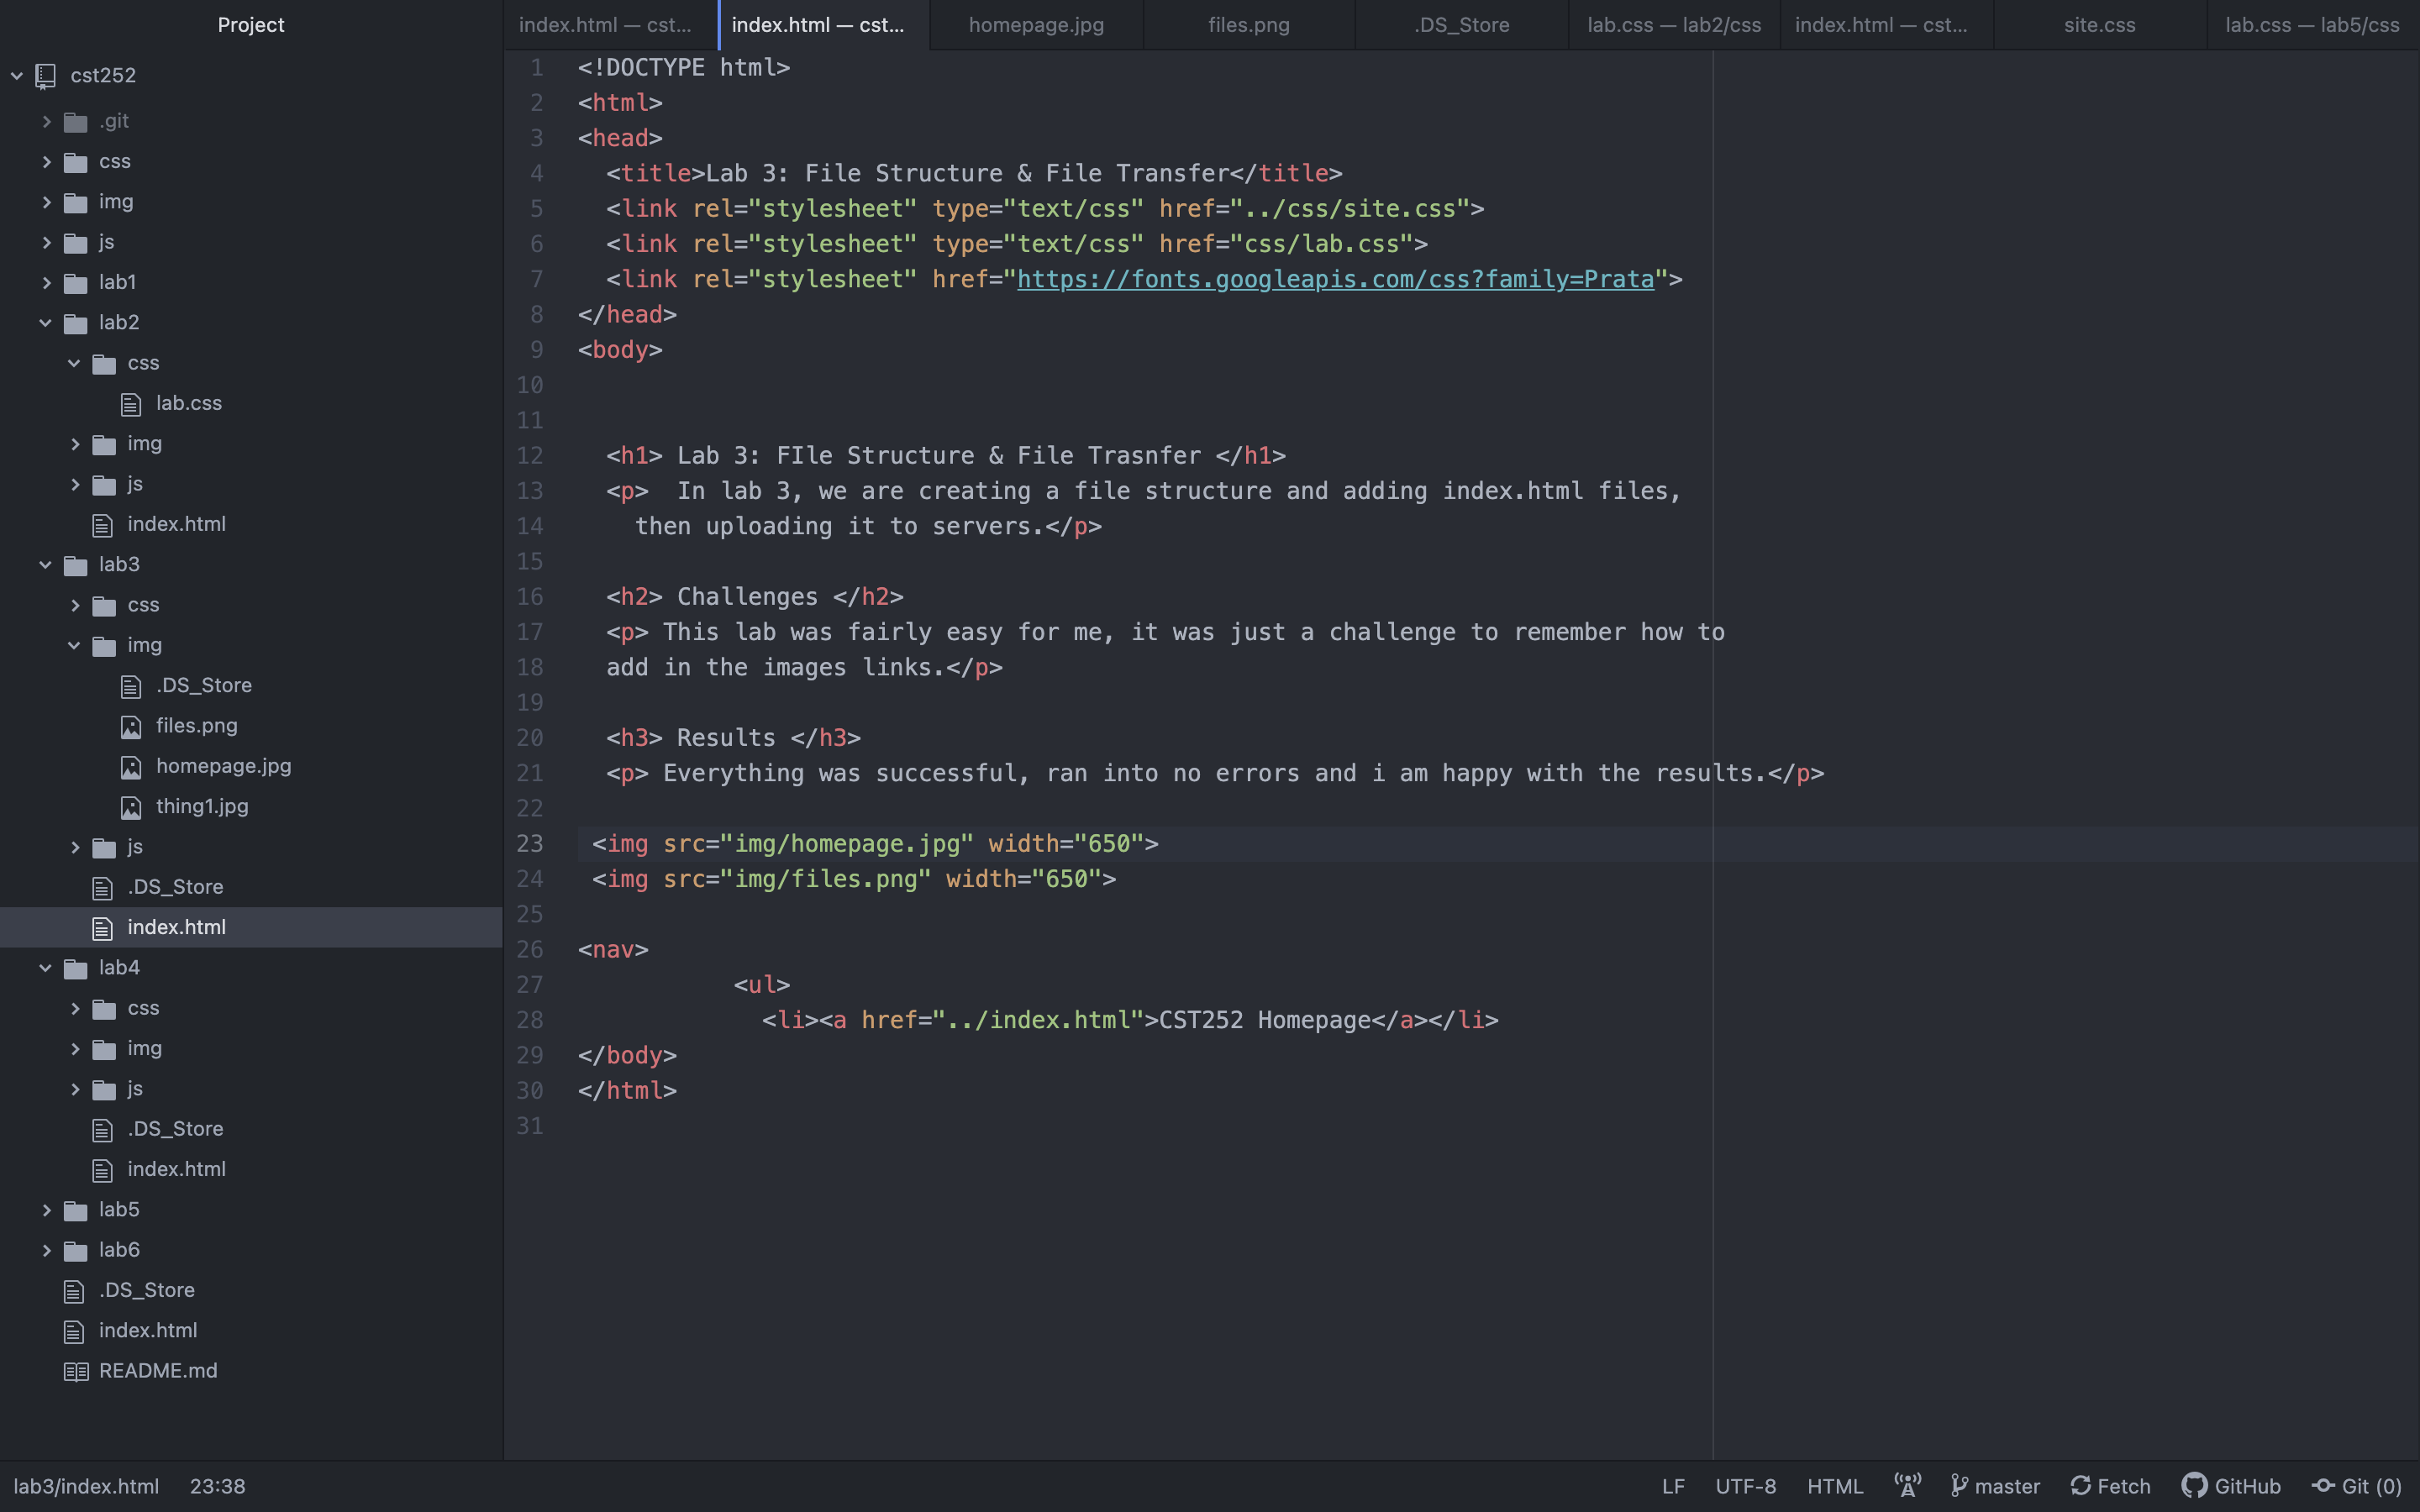 Project
cst252
.git
css
img
js
lab1
lab2
css
lab.css
img
js
index.html
lab3
css
img
.DS_Store
files.png
homepage.jpg
thing1.jpg
js
.DS_Store
index.html
lab4
css
img
js
.DS_Store
index.html
lab5
lab6
.DS_Store
index.html
README.md
index.html — cst... index.html — cst... homepage.jpg files.png .DS_Store lab.css — lab2/css index.html — cst... site.css lab.css — lab5/css
1 <!DOCTYPE html>
2 <html>
3 <head>
4   <title>Lab 3: File Structure & File Transfer</title>
5   <link rel="stylesheet" type="text/css" href="../css/site.css">
6   <link rel="stylesheet" type="text/css" href="css/lab.css">
7   <link rel="stylesheet" href="https://fonts.googleapis.com/css?family=Prata">
8 </head>
9 <body>
10
11
12   <h1> Lab 3: FIle Structure & File Trasnfer </h1>
13   <p>  In lab 3, we are creating a file structure and adding index.html files,
14     then uploading it to servers.</p>
15
16   <h2> Challenges </h2>
17   <p> This lab was fairly easy for me, it was just a challenge to remember how to
18   add in the images links.</p>
19
20   <h3> Results </h3>
21   <p> Everything was successful, ran into no errors and i am happy with the results.</p>
22
23  <img src="img/homepage.jpg" width="650">
24  <img src="img/files.png" width="650">
25
26 <nav>
27            <ul>
28              <li><a href="../index.html">CST252 Homepage</a></li>
29 </body>
30 </html>
31
lab3/index.html 23:38 LF UTF-8 HTML master Fetch GitHub Git (0)